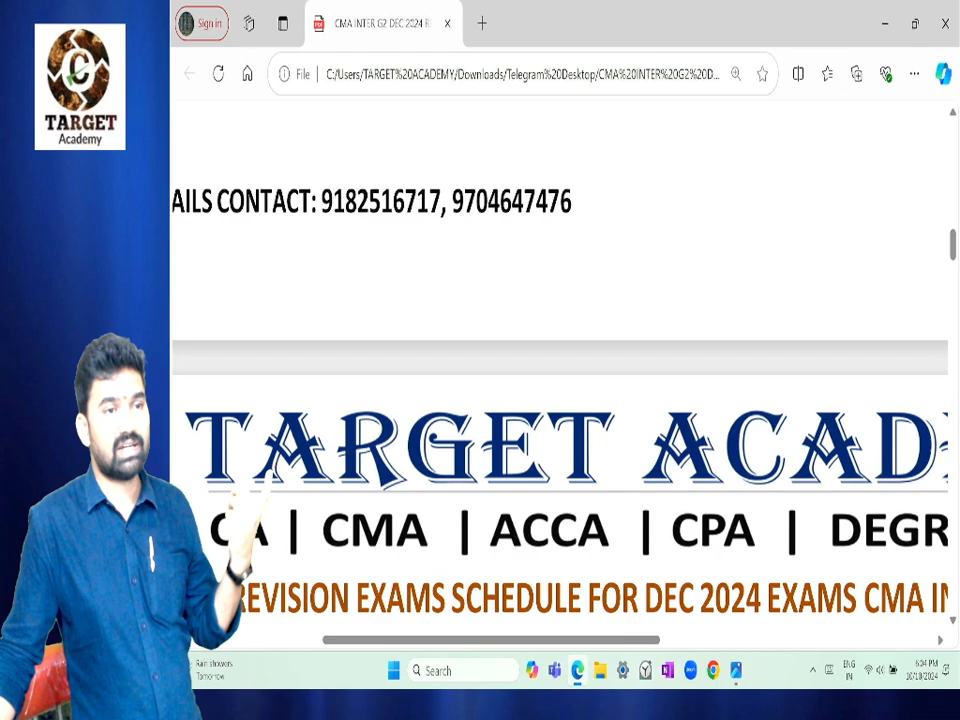 Sign in
CMA INTER G2 DEC 2024 R
File
C:/Users/TARGET%20ACADEMY/Downloads/Telegram%20Desktop/CMA%20INTER%20G2%20D...
TARGET
Academy
AILS CONTACT: 9182516717, 9704647476
TARGET ACAD
CA | CMA | ACCA | CPA | DEGR
REVISION EXAMS SCHEDULE FOR DEC 2024 EXAMS CMA IN
Rain showers
Tomorrow
Search
ENG
IN
6:04 PM
10/18/2024